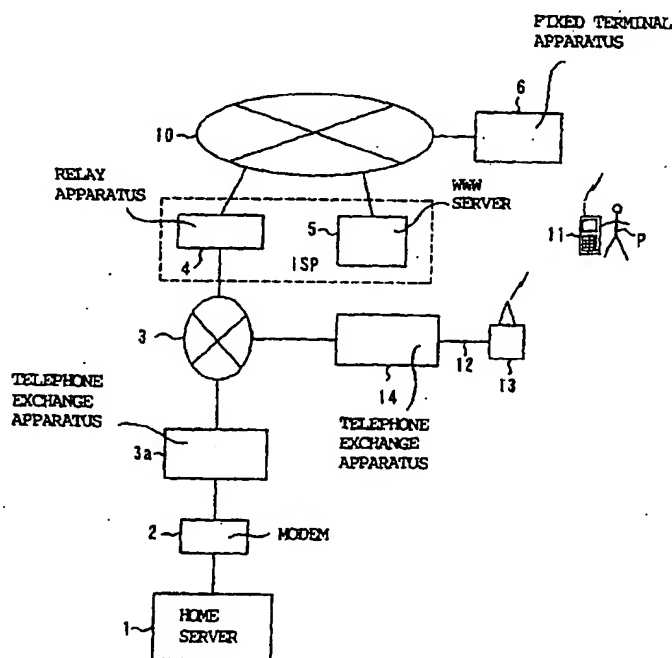 FIXED TERMINAL
APPARATUS
6
10
RELAY
APPARATUS
WWW
SERVER
5
4
ISP
11
P
3
12
13
14
TELEPHONE
EXCHANGE
APPARATUS
TELEPHONE
EXCHANGE
APPARATUS
3a
2
MODEM
1
HOME
SERVER